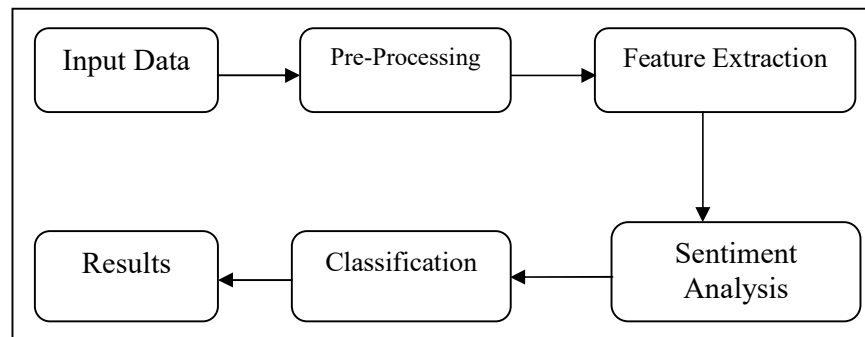 Input Data
Pre-Processing
Feature Extraction
Sentiment
Analysis
Classification
Results